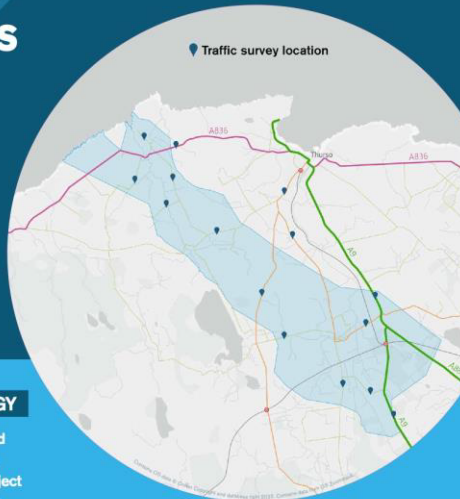 s
Traffic survey location
A836
Thurso
A836
A9
A9
GY
d
ject